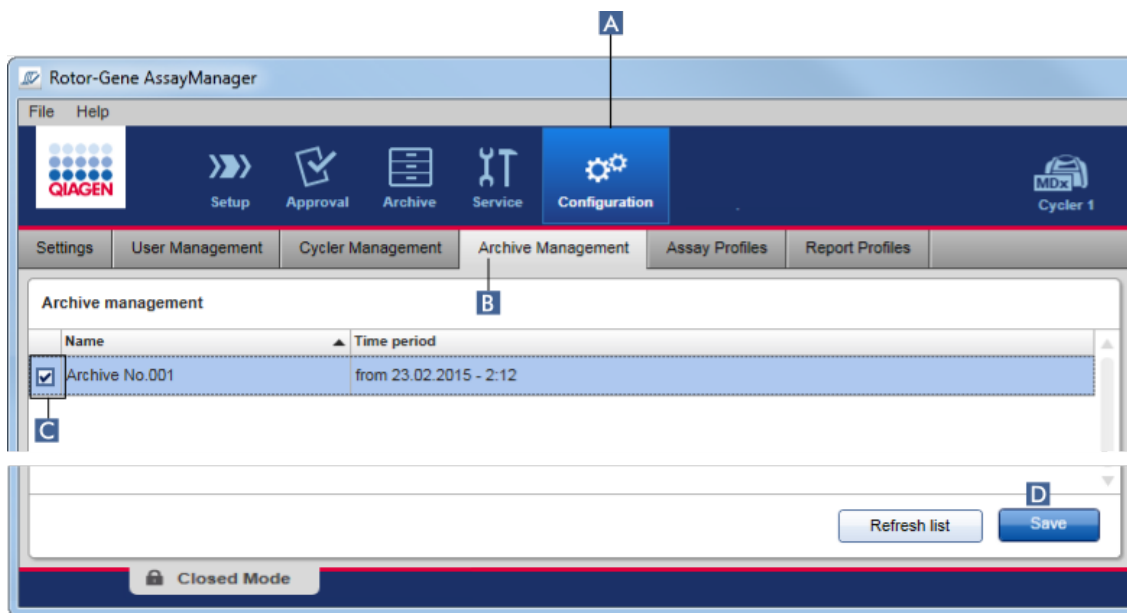 A
Rotor-Gene AssayManager
File Help
QIAGEN
Setup
Approval
Archive
Service
Configuration
MDx
Cycler 1
Settings
User Management
Cycler Management
Archive Management
Assay Profiles
Report Profiles
Archive management
B
Name
Time period
Archive No.001
from 23.02.2015 - 2:12
C
D
Refresh list
Save
Closed Mode